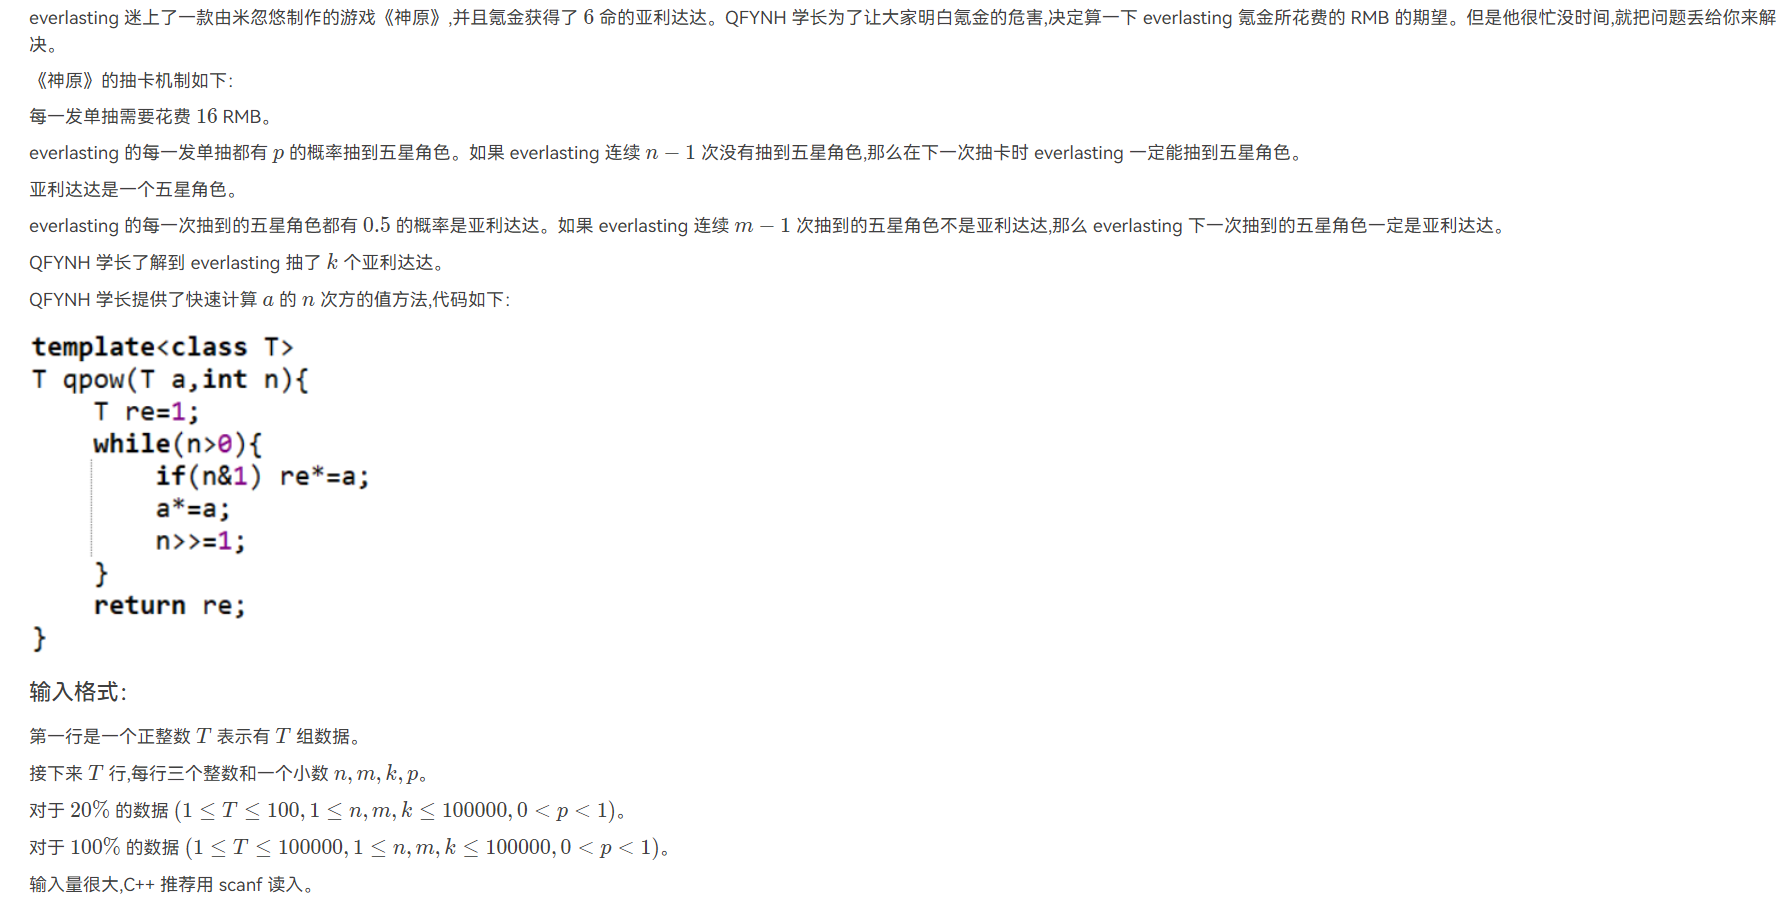 everlasting 迷上了一款由米忽悠制作的游戏《神原》,并且氪金获得了 6 命的亚利达达。QFYNH 学长为了让大家明白氪金的危害,决定算一下 everlasting 氪金所花费的 RMB 的期望。但是他很忙没时间,就把问题丢给你来解
决。
《神原》的抽卡机制如下:
每一发单抽需要花费 16 RMB。
everlasting 的每一发单抽都有 p 的概率抽到五星角色。如果 everlasting 连续 n − 1 次没有抽到五星角色,那么在下一次抽卡时 everlasting 一定能抽到五星角色。
亚利达达是一个五星角色。
everlasting 的每一次抽到的五星角色都有 0.5 的概率是亚利达达。如果 everlasting 连续 m − 1 次抽到的五星角色不是亚利达达,那么 everlasting 下一次抽到的五星角色一定是亚利达达。
QFYNH 学长了解到 everlasting 抽了 k 个亚利达达。
QFYNH 学长提供了快速计算 a 的 n 次方的值方法,代码如下:
template<class T>
T qpow(T a,int n){
    T re=1;
    while(n>0){
        if(n&1) re*=a;
        a*=a;
        n>>=1;
    }
    return re;
}
输入格式:
第一行是一个正整数 T 表示有 T 组数据。
接下来 T 行,每行三个整数和一个小数 n, m, k, p。
对于 20% 的数据 (1 ≤ T ≤ 100, 1 ≤ n, m, k ≤ 100000, 0 < p < 1)。
对于 100% 的数据 (1 ≤ T ≤ 100000, 1 ≤ n, m, k ≤ 100000, 0 < p < 1)。
输入量很大,C++ 推荐用 scanf 读入。